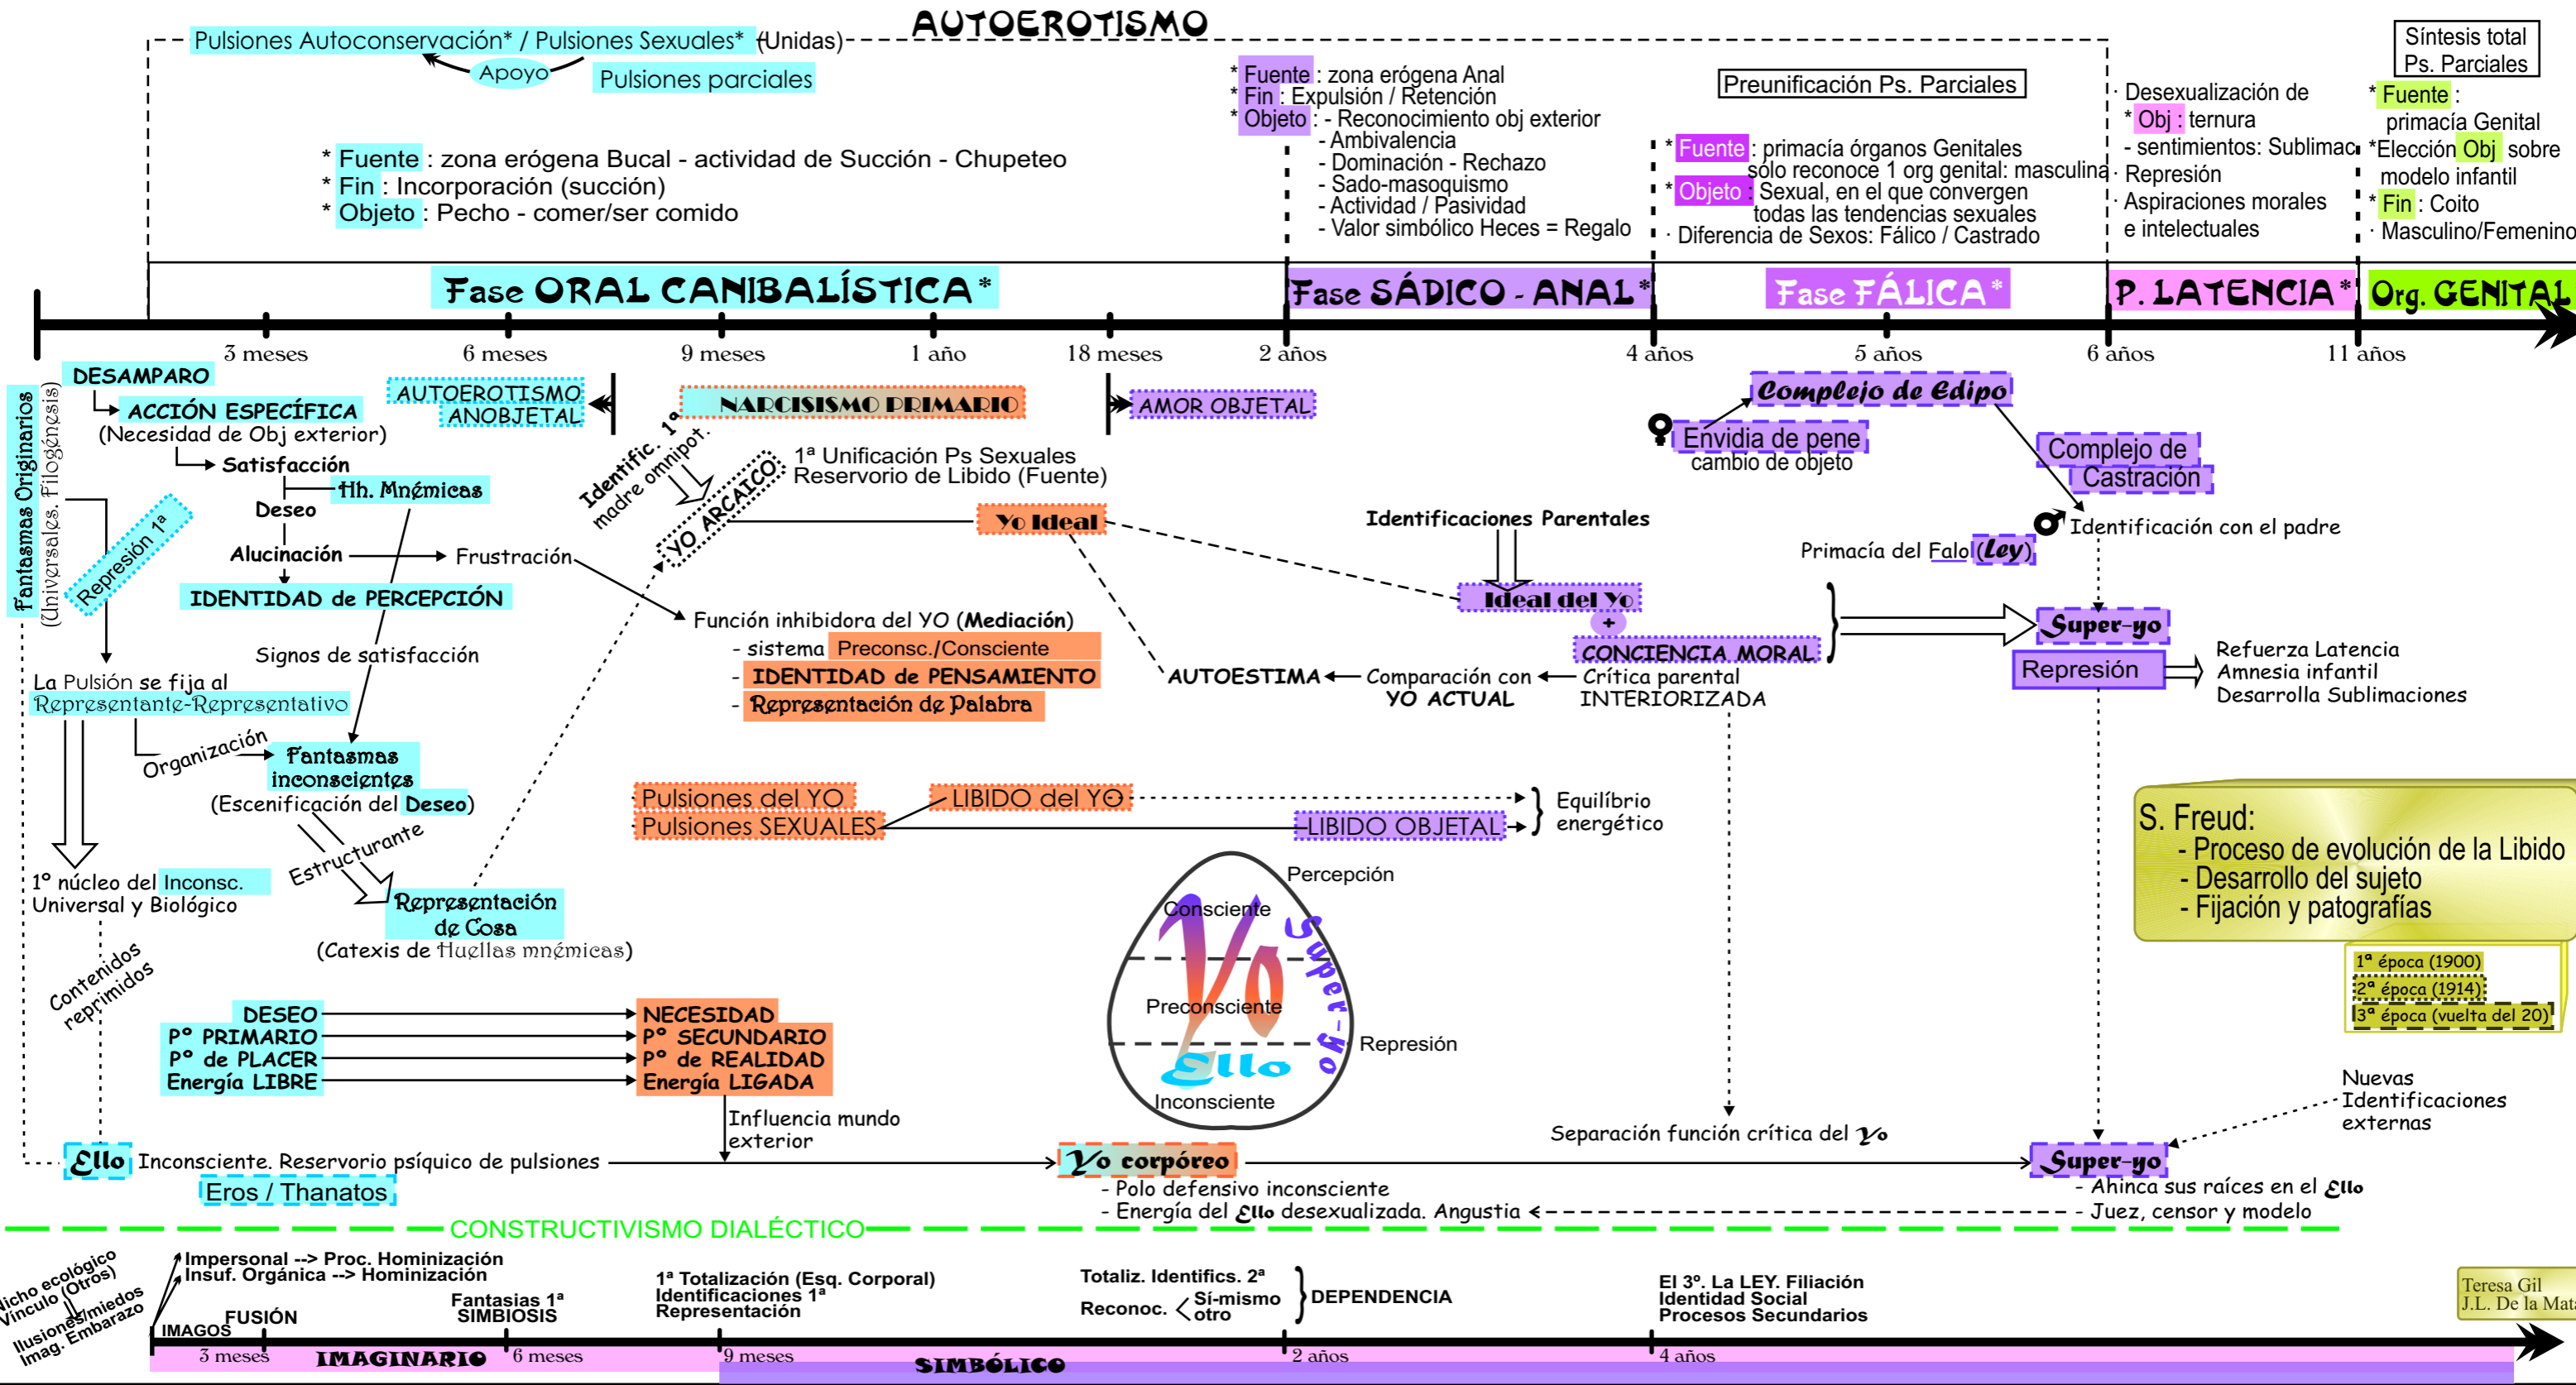 AUTOEROTISMO
Pulsiones Autoconservación* / Pulsiones Sexuales* (Unidas)
Apoyo
Pulsiones parciales
* Fuente : zona erógena Bucal - actividad de Succión - Chupeteo
* Fin : Incorporación (succión)
* Objeto : Pecho - comer/ser comido
* Fuente : zona erógena Anal
* Fin : Expulsión / Retención
* Objeto : - Reconocimiento obj exterior
- Ambivalencia
- Dominación - Rechazo
- Sado-masoquismo
- Actividad / Pasividad
- Valor simbólico Heces = Regalo
Preunificación Ps. Parciales
* Fuente : primacía órganos Genitales
sólo reconoce 1 org genital: masculina
* Objeto : Sexual, en el que convergen
todas las tendencias sexuales
· Diferencia de Sexos: Fálico / Castrado
· Desexualización de
* Obj : ternura
- sentimientos: Sublimac
· Represión
· Aspiraciones morales
e intelectuales
Síntesis total
Ps. Parciales
* Fuente :
primacía Genital
*Elección Obj sobre
modelo infantil
* Fin : Coito
· Masculino/Femenino
Fase ORAL CANIBALÍSTICA*
Fase SÁDICO - ANAL*
Fase FÁLICA*
P. LATENCIA*
Org. GENITAL
3 meses
6 meses
9 meses
1 año
18 meses
2 años
4 años
5 años
6 años
11 años
Fantasmas Originarios
(Universales. Filogénesis)
DESAMPARO
ACCIÓN ESPECÍFICA
(Necesidad de Obj exterior)
Satisfacción
Hh. Mnémicas
Deseo
Alucinación
Frustración
IDENTIDAD de PERCEPCIÓN
Represión 1ª
Signos de satisfacción
La Pulsión se fija al
Representante-Representativo
Organización
Fantasmas
inconscientes
(Escenificación del Deseo)
Estructurante
1º núcleo del Inconsc.
Universal y Biológico
Representación
de Cosa
(Catexis de Huellas mnémicas)
Contenidos
reprimidos
AUTOEROTISMO
ANOBJETAL
NARCISISMO PRIMARIO
AMOR OBJETAL
Identific. 1ª
madre omnipot.
YO ARCAICO
1ª Unificación Ps Sexuales
Reservorio de Libido (Fuente)
Yo Ideal
Función inhibidora del YO (Mediación)
- sistema Preconsc./Consciente
- IDENTIDAD de PENSAMIENTO
- Representación de Palabra
Identificaciones Parentales
Ideal del Yo
+
CONCIENCIA MORAL
AUTOESTIMA
Comparación con
YO ACTUAL
Crítica parental
INTERIORIZADA
Complejo de Edipo
♀
Envidia de pene
cambio de objeto
Complejo de
Castración
♂
Identificación con el padre
Primacía del Falo (Ley)
Super-yo
Represión
Refuerza Latencia
Amnesia infantil
Desarrolla Sublimaciones
Pulsiones del YO
LIBIDO del YO
Pulsiones SEXUALES
LIBIDO OBJETAL
Equilíbrio
energético
Percepción
Consciente
Yo
Super-yo
Preconsciente
Represión
Ello
Inconsciente
S. Freud:
- Proceso de evolución de la Libido
- Desarrollo del sujeto
- Fijación y patografías
1ª época (1900)
2ª época (1914)
3ª época (vuelta del 20)
DESEO
NECESIDAD
Pº PRIMARIO
Pº SECUNDARIO
Pº de PLACER
Pº de REALIDAD
Energía LIBRE
Energía LIGADA
Influencia mundo
exterior
Ello
Inconsciente. Reservorio psíquico de pulsiones
Eros / Thanatos
Yo corpóreo
- Polo defensivo inconsciente
- Energía del Ello desexualizada. Angustia
Separación función crítica del Yo
Nuevas
Identificaciones
externas
Super-yo
- Ahinca sus raíces en el Ello
- Juez, censor y modelo
CONSTRUCTIVISMO DIALÉCTICO
Nicho ecológico
Vínculo (Otros)
Ilusiones/miedos
Imag. Embarazo
Impersonal --> Proc. Hominización
Insuf. Orgánica --> Hominización
IMAGOS
FUSIÓN
Fantasias 1ª
SIMBIOSIS
1ª Totalización (Esq. Corporal)
Identificaciones 1ª
Representación
Totaliz. Identifics. 2ª
Reconoc.
Sí-mismo
otro
DEPENDENCIA
El 3º. La LEY. Filiación
Identidad Social
Procesos Secundarios
Teresa Gil
J.L. De la Mata
3 meses
IMAGINARIO
6 meses
9 meses
SIMBÓLICO
2 años
4 años